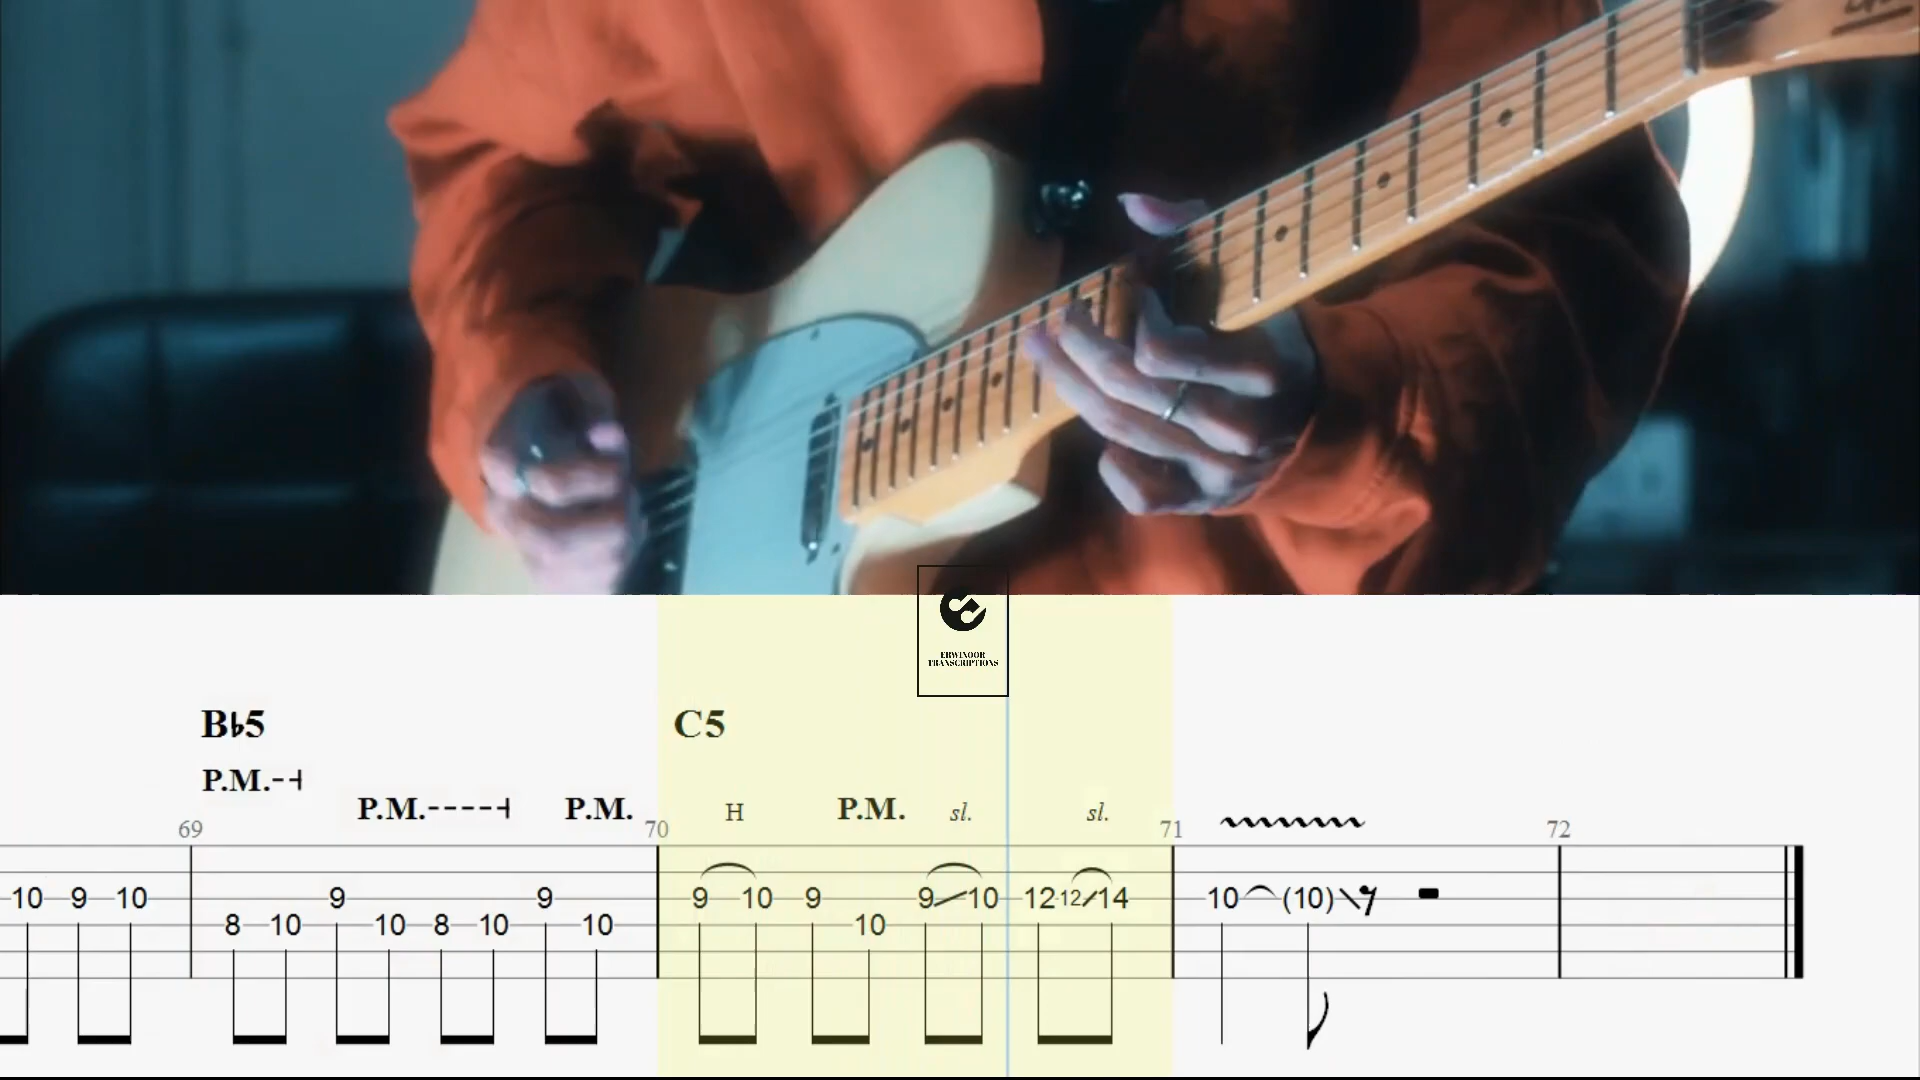 ERWINOOR
TRANSCRIPTIONS
B♭5 C5
P.M.
P.M. P.M. H P.M. sl. sl.
69 70 71 72
10 9 10 9 9 9 10 9 9 10 12 12 14 10 (10)
8 10 10 8 10 10 10